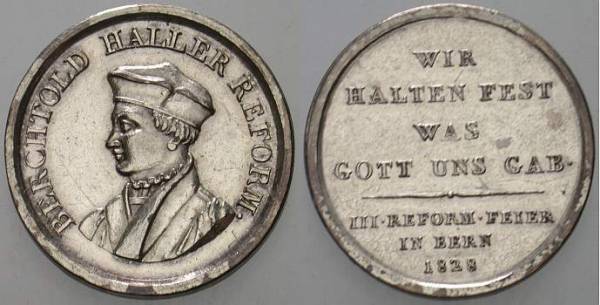 BERCHTOLD HALLER REFORM.
WIR
HALTEN FEST
WAS
GOTT UNS GAB.
III·REFORM·FEIER
IN BERN
1828